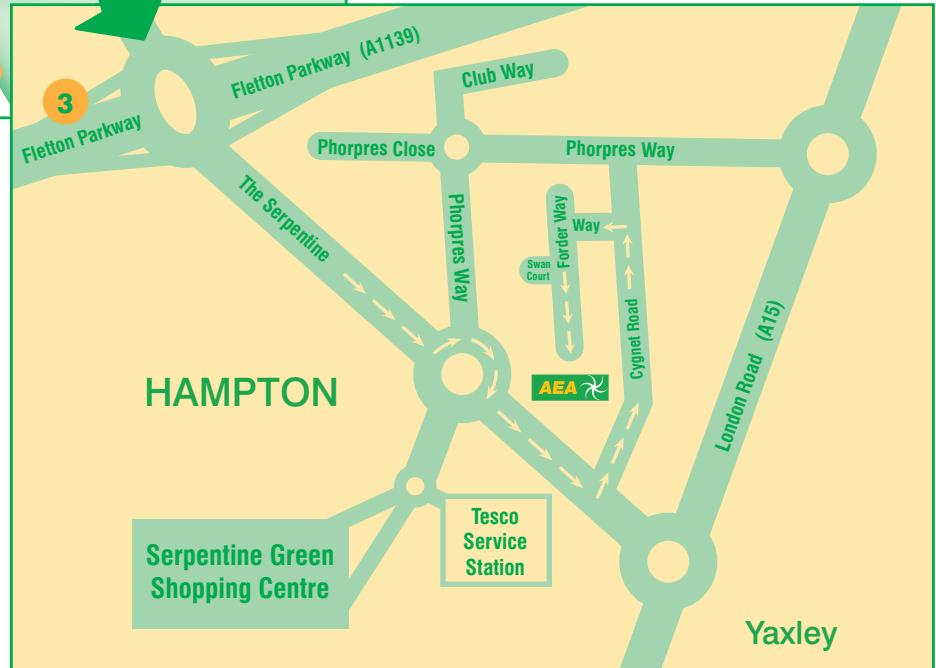 3
Fletton Parkway
Fletton Parkway (A1139)
Club Way
Phorpres Close
Phorpres Way
The Serpentine
Phorpres Way
Forder Way
Way
Swan
Court
Cygnet Road
London Road (A15)
HAMPTON
AEA
Tesco
Service
Station
Serpentine Green
Shopping Centre
Yaxley